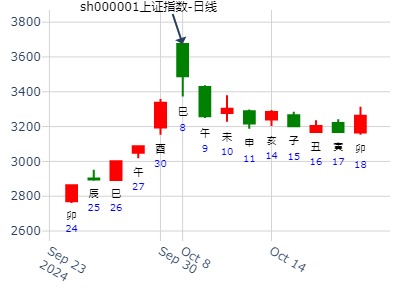 sh000001上证指数-日线
3800
3600
3400
3200
3000
2800
2600
卯
24
辰
25
巳
26
午
27
酉
30
巳
8
午
9
未
10
申
11
亥
14
子
15
丑
16
寅
17
卯
18
Sep 23
2024
Sep 30
Oct 8
Oct 14